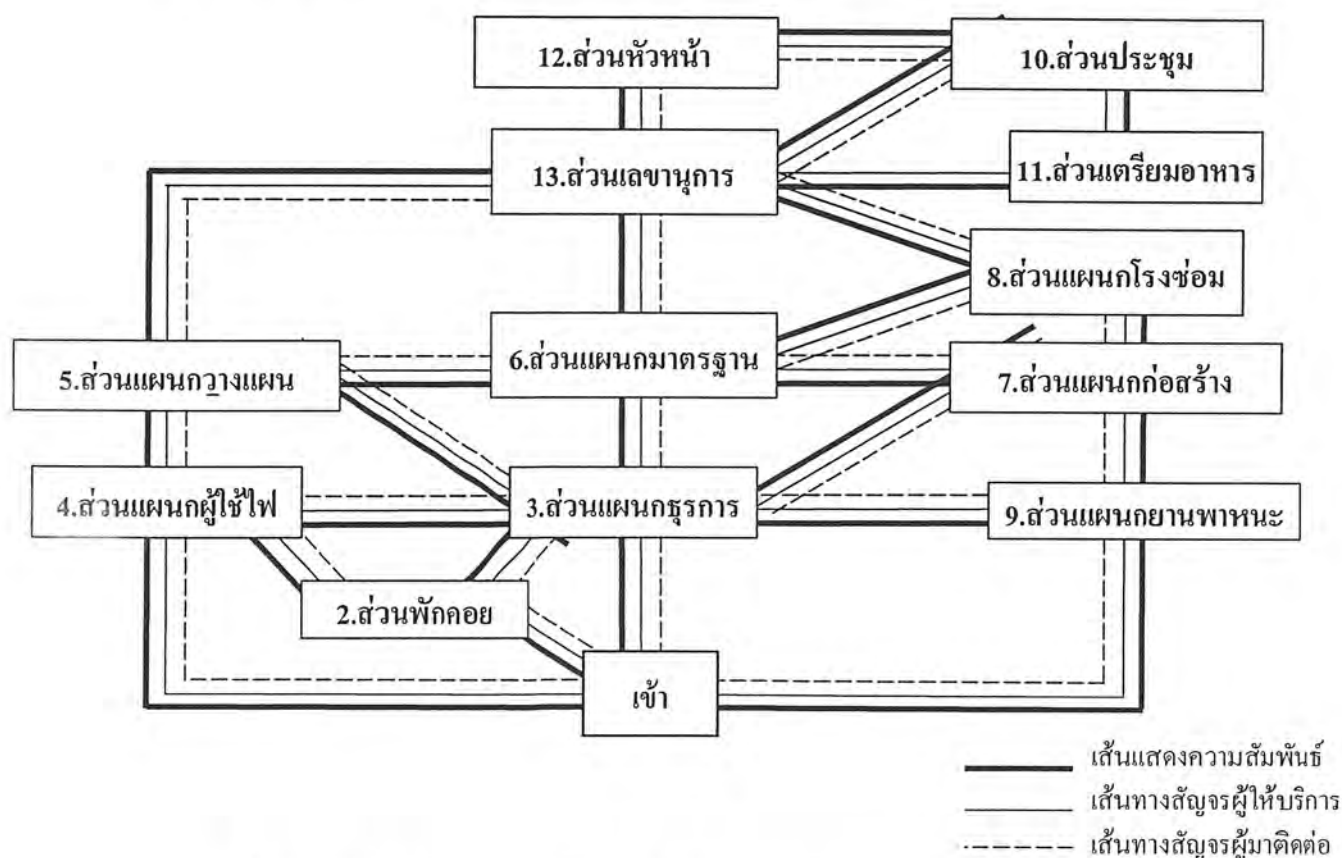 12.ส่วนหัวหน้า
10.ส่วนประชุม
13.ส่วนเลขานุการ
11.ส่วนเตรียมอาหาร
8.ส่วนแผนกโรงซ่อม
5.ส่วนแผนกวางแผน
6.ส่วนแผนกมาตรฐาน
7.ส่วนแผนกก่อสร้าง
4.ส่วนแผนกผู้ใช้ไฟ
3.ส่วนแผนกธุรการ
9.ส่วนแผนกยานพาหนะ
2.ส่วนพักคอย
เข้า
เส้นแสดงความสัมพันธ์
เส้นทางสัญจรผู้ให้บริการ
เส้นทางสัญจรผู้มาติดต่อ